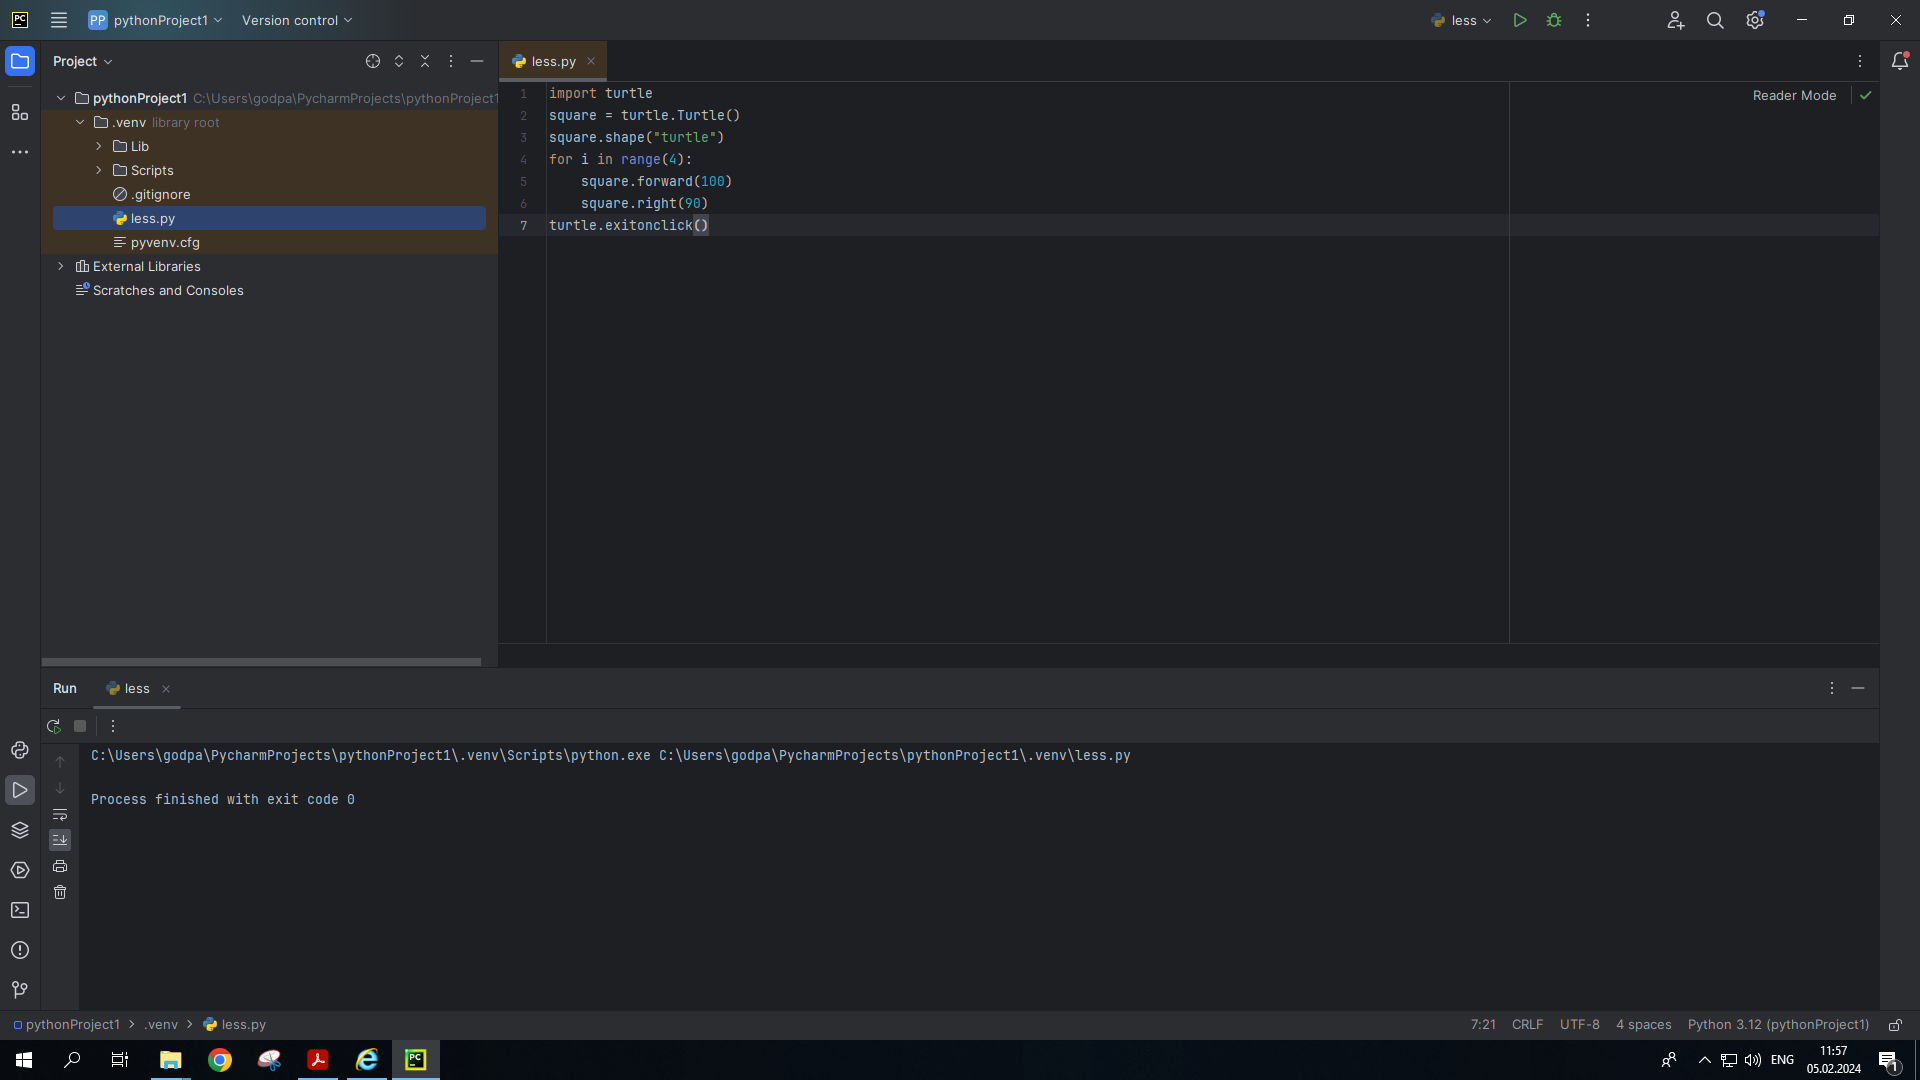 PC PP pythonProject1 Version control less
Project
pythonProject1 C:\Users\godpa\PycharmProjects\pythonProject1
.venv library root
Lib
Scripts
.gitignore
less.py
pyvenv.cfg
External Libraries
Scratches and Consoles
less.py
Reader Mode
1 import turtle
2 square = turtle.Turtle()
3 square.shape("turtle")
4 for i in range(4):
5     square.forward(100)
6     square.right(90)
7 turtle.exitonclick()
Run less
C:\Users\godpa\PycharmProjects\pythonProject1\.venv\Scripts\python.exe C:\Users\godpa\PycharmProjects\pythonProject1\.venv\less.py
Process finished with exit code 0
pythonProject1 > .venv > less.py 7:21 CRLF UTF-8 4 spaces Python 3.12 (pythonProject1)
PC ENG 11:57
05.02.2024
1